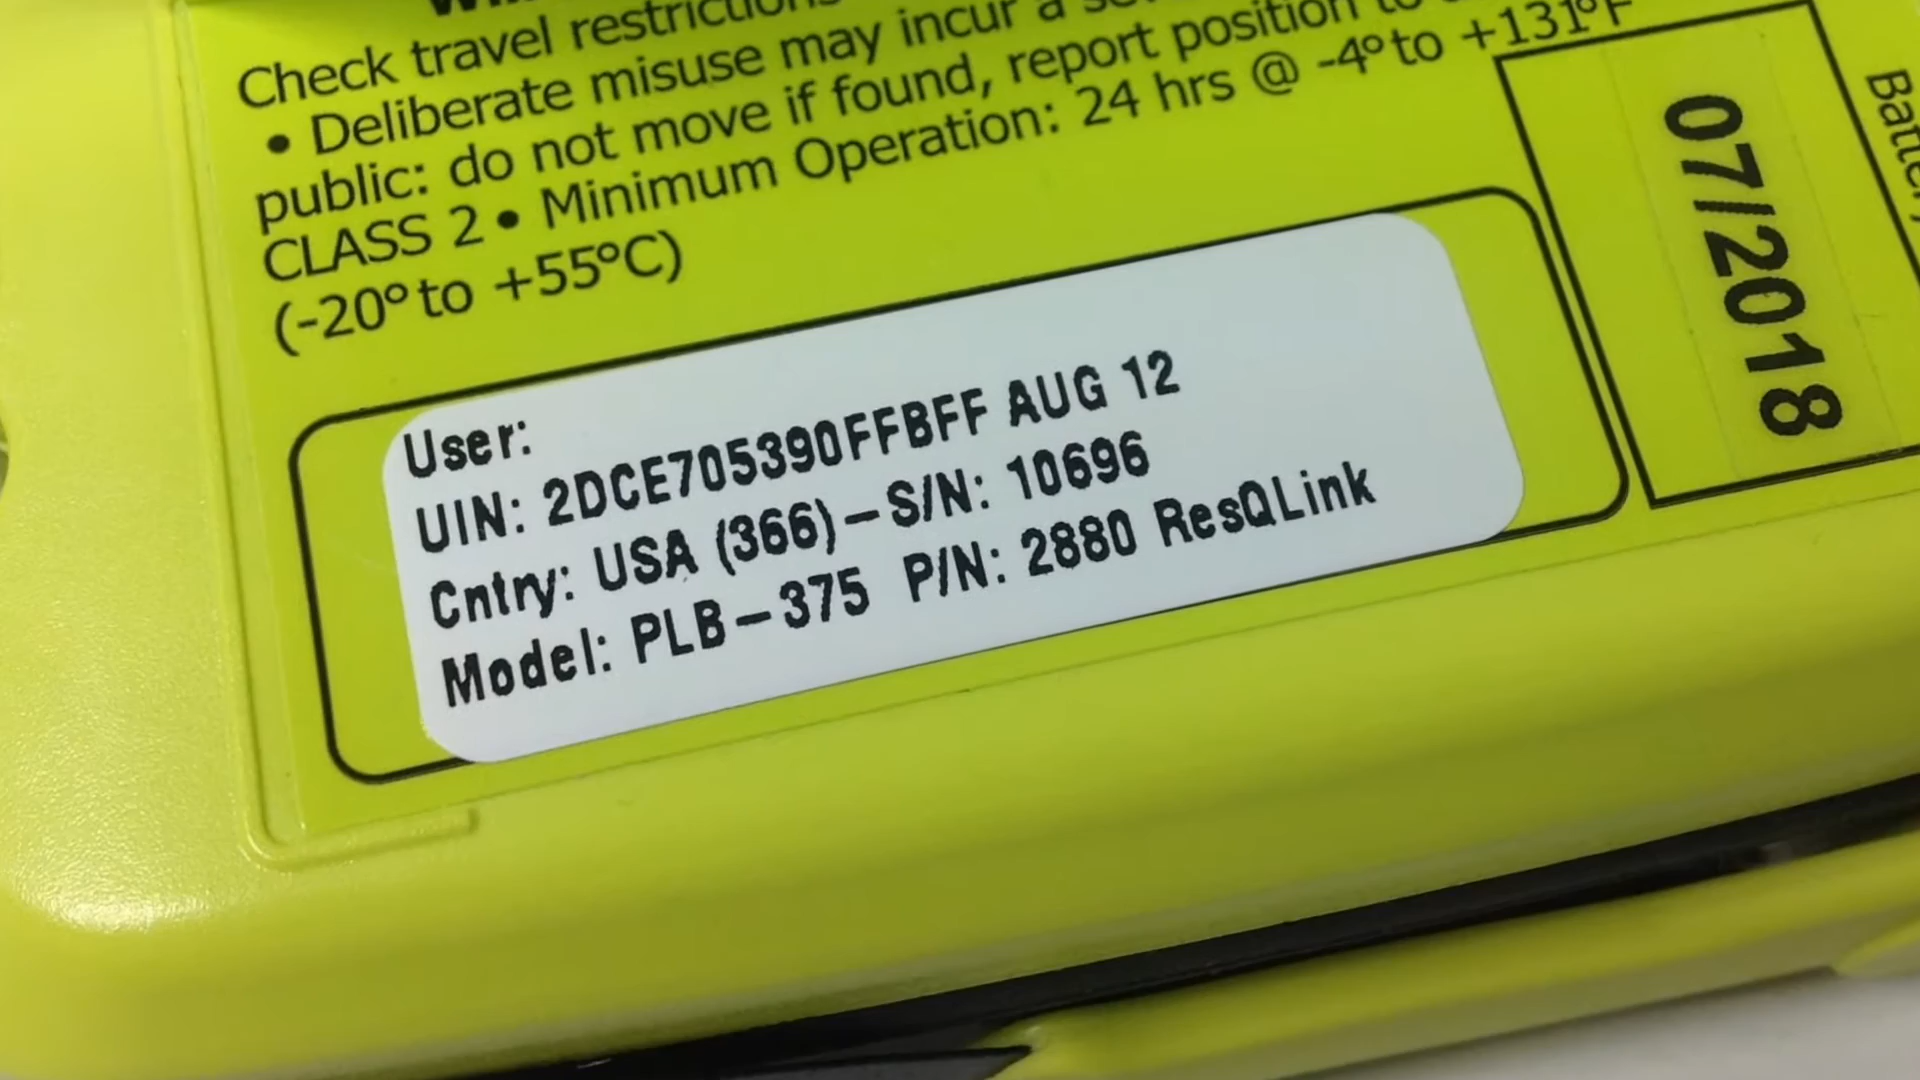 Check travel restrictions
• Deliberate misuse may incur a
public: do not move if found, report position to
CLASS 2 • Minimum Operation: 24 hrs @ -4° to +131°F
(-20° to +55°C)
User:
UIN: 2DCE705390FFBFF AUG 12
Cntry: USA (366)-S/N: 10696
Model: PLB-375 P/N: 2880 ResQLink
07/2018
Battery